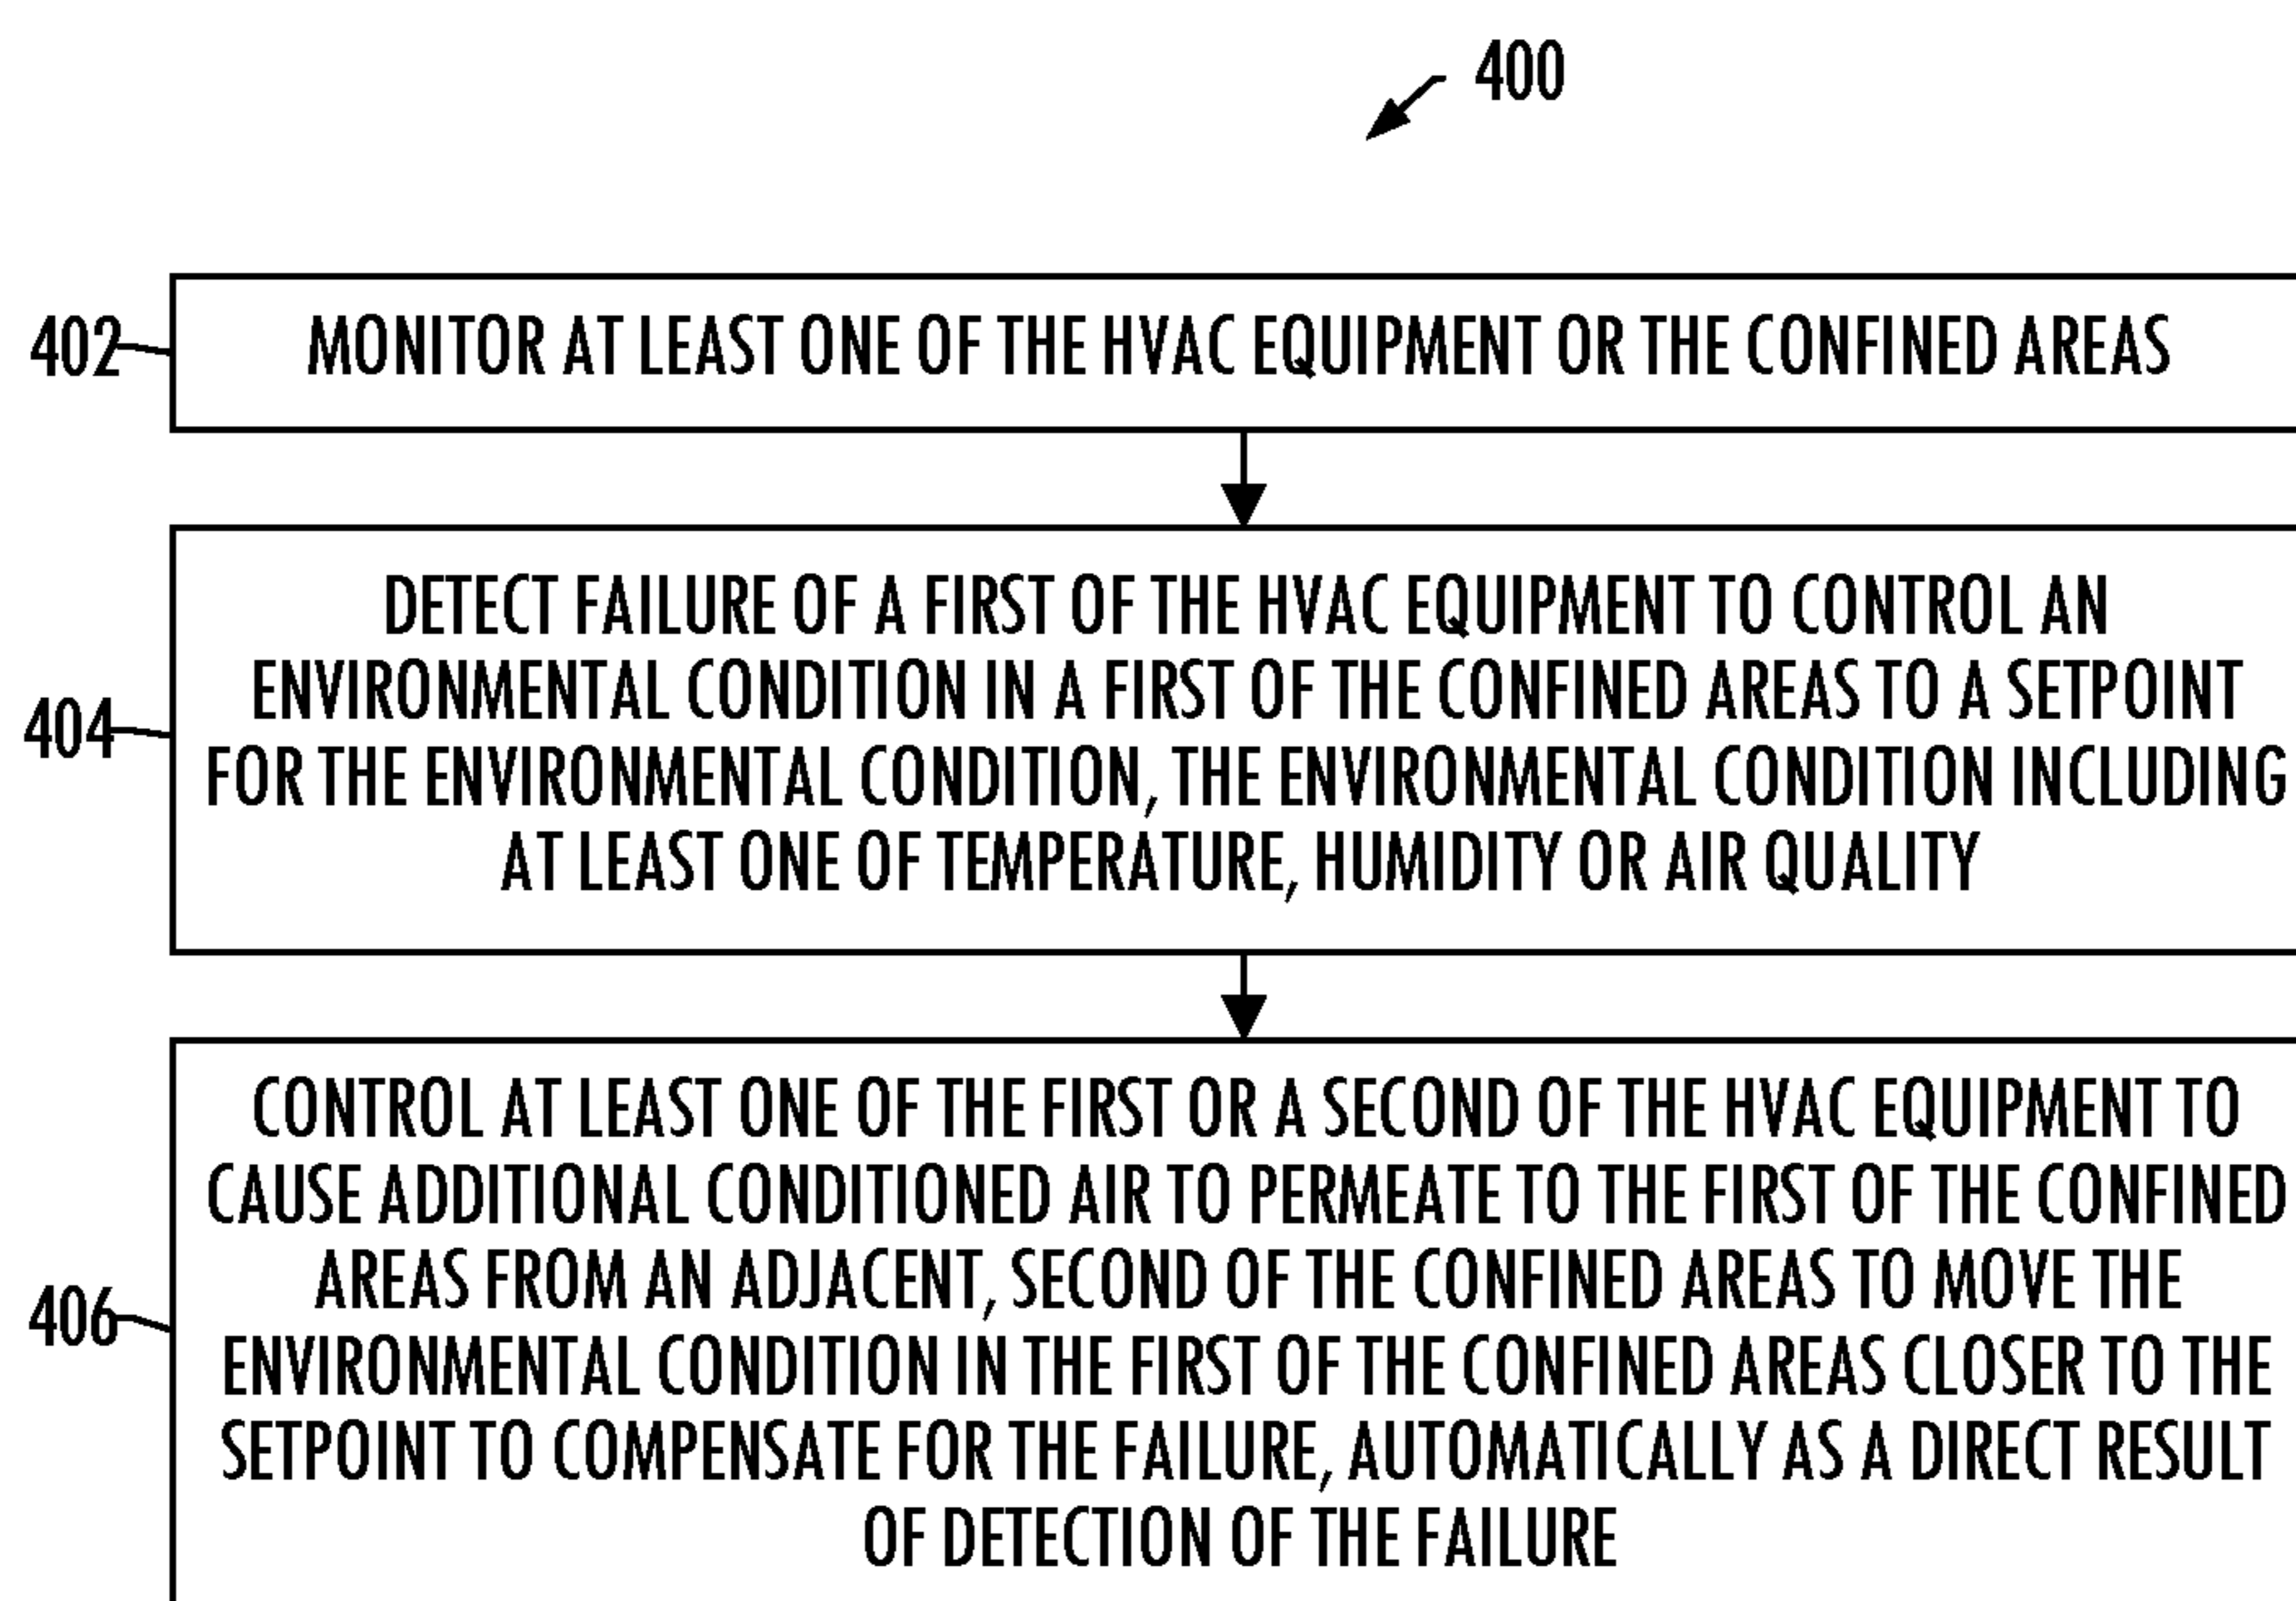 400
402
MONITOR AT LEAST ONE OF THE HVAC EQUIPMENT OR THE CONFINED AREAS
404
DETECT FAILURE OF A FIRST OF THE HVAC EQUIPMENT TO CONTROL AN
ENVIRONMENTAL CONDITION IN A FIRST OF THE CONFINED AREAS TO A SETPOINT
FOR THE ENVIRONMENTAL CONDITION, THE ENVIRONMENTAL CONDITION INCLUDING
AT LEAST ONE OF TEMPERATURE, HUMIDITY OR AIR QUALITY
406
CONTROL AT LEAST ONE OF THE FIRST OR A SECOND OF THE HVAC EQUIPMENT TO
CAUSE ADDITIONAL CONDITIONED AIR TO PERMEATE TO THE FIRST OF THE CONFINED
AREAS FROM AN ADJACENT, SECOND OF THE CONFINED AREAS TO MOVE THE
ENVIRONMENTAL CONDITION IN THE FIRST OF THE CONFINED AREAS CLOSER TO THE
SETPOINT TO COMPENSATE FOR THE FAILURE, AUTOMATICALLY AS A DIRECT RESULT
OF DETECTION OF THE FAILURE